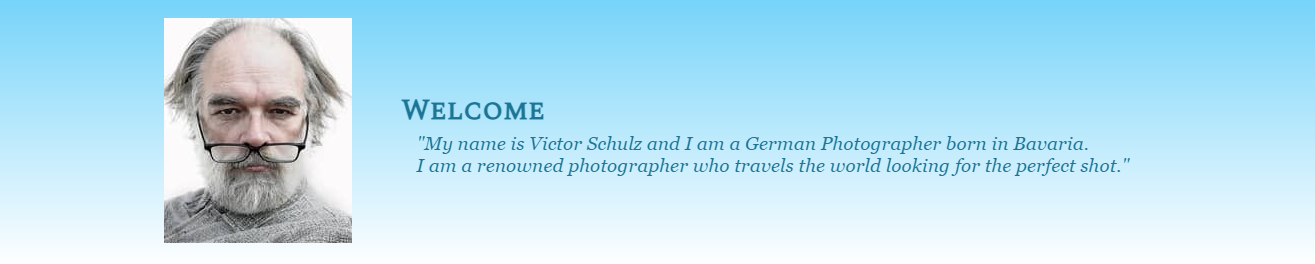 Welcome
"My name is Victor Schulz and I am a German Photographer born in Bavaria.
I am a renowned photographer who travels the world looking for the perfect shot."